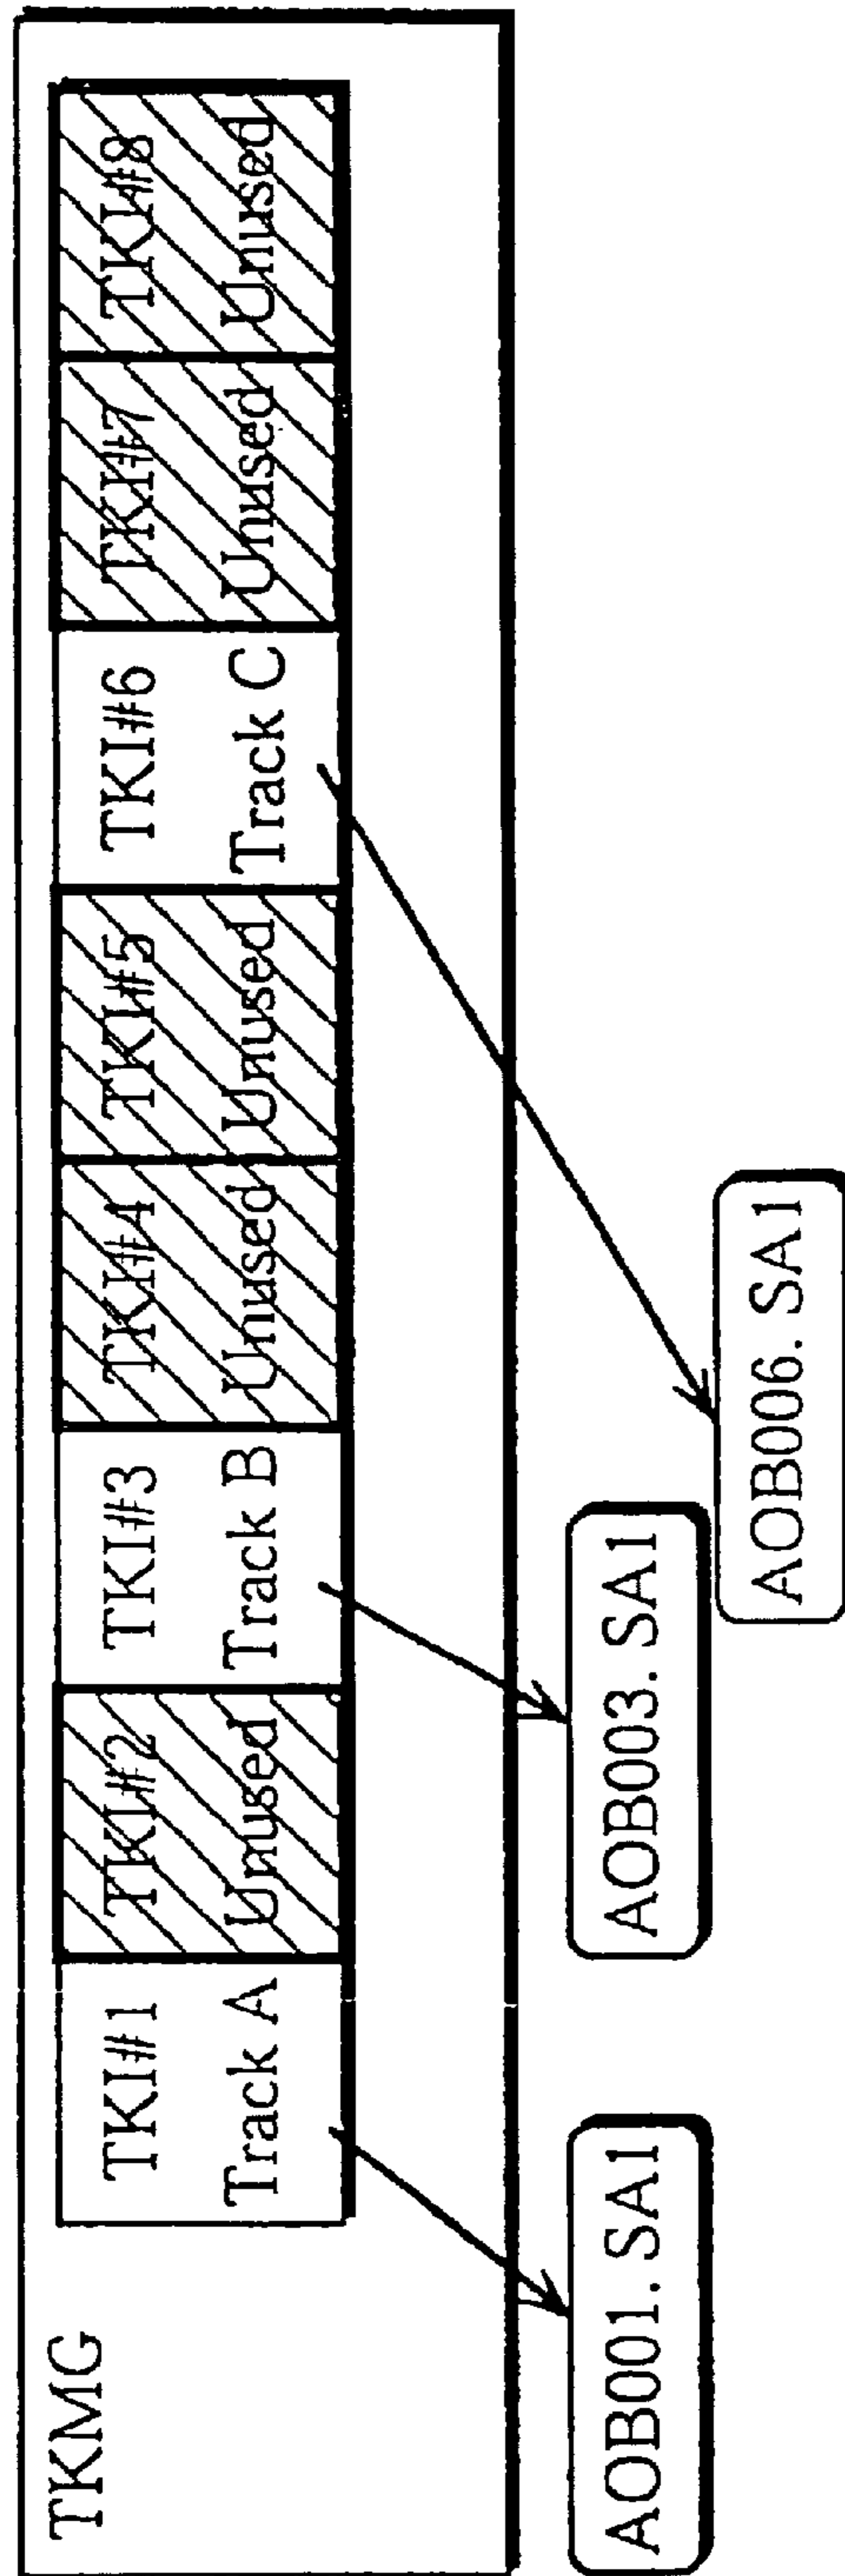 TKMG
TKI#1
Track A
TKI#2
Unused
TKI#3
Track B
TKI#4
Unused
TKI#5
Unused
TKI#6
Track C
TKI#7
Unused
TKI#8
Unused
AOB001. SA1
AOB003. SA1
AOB006. SA1